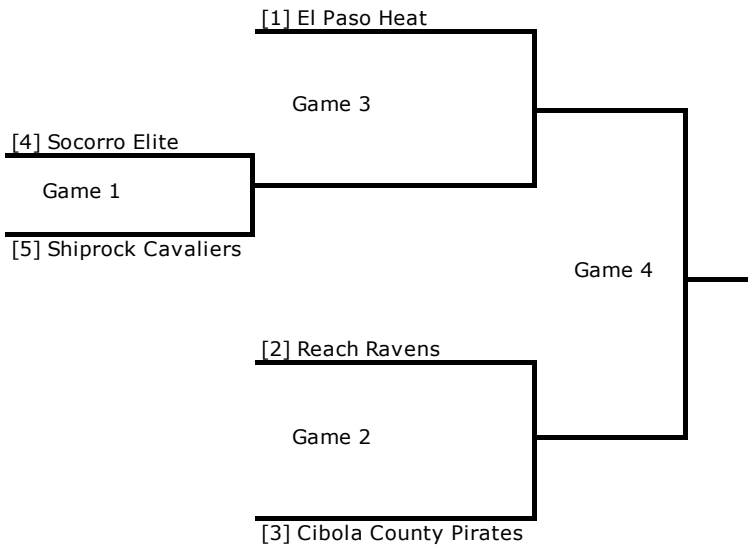 [1] El Paso Heat
Game 3
[4] Socorro Elite
Game 1
[5] Shiprock Cavaliers
Game 4
[2] Reach Ravens
Game 2
[3] Cibola County Pirates